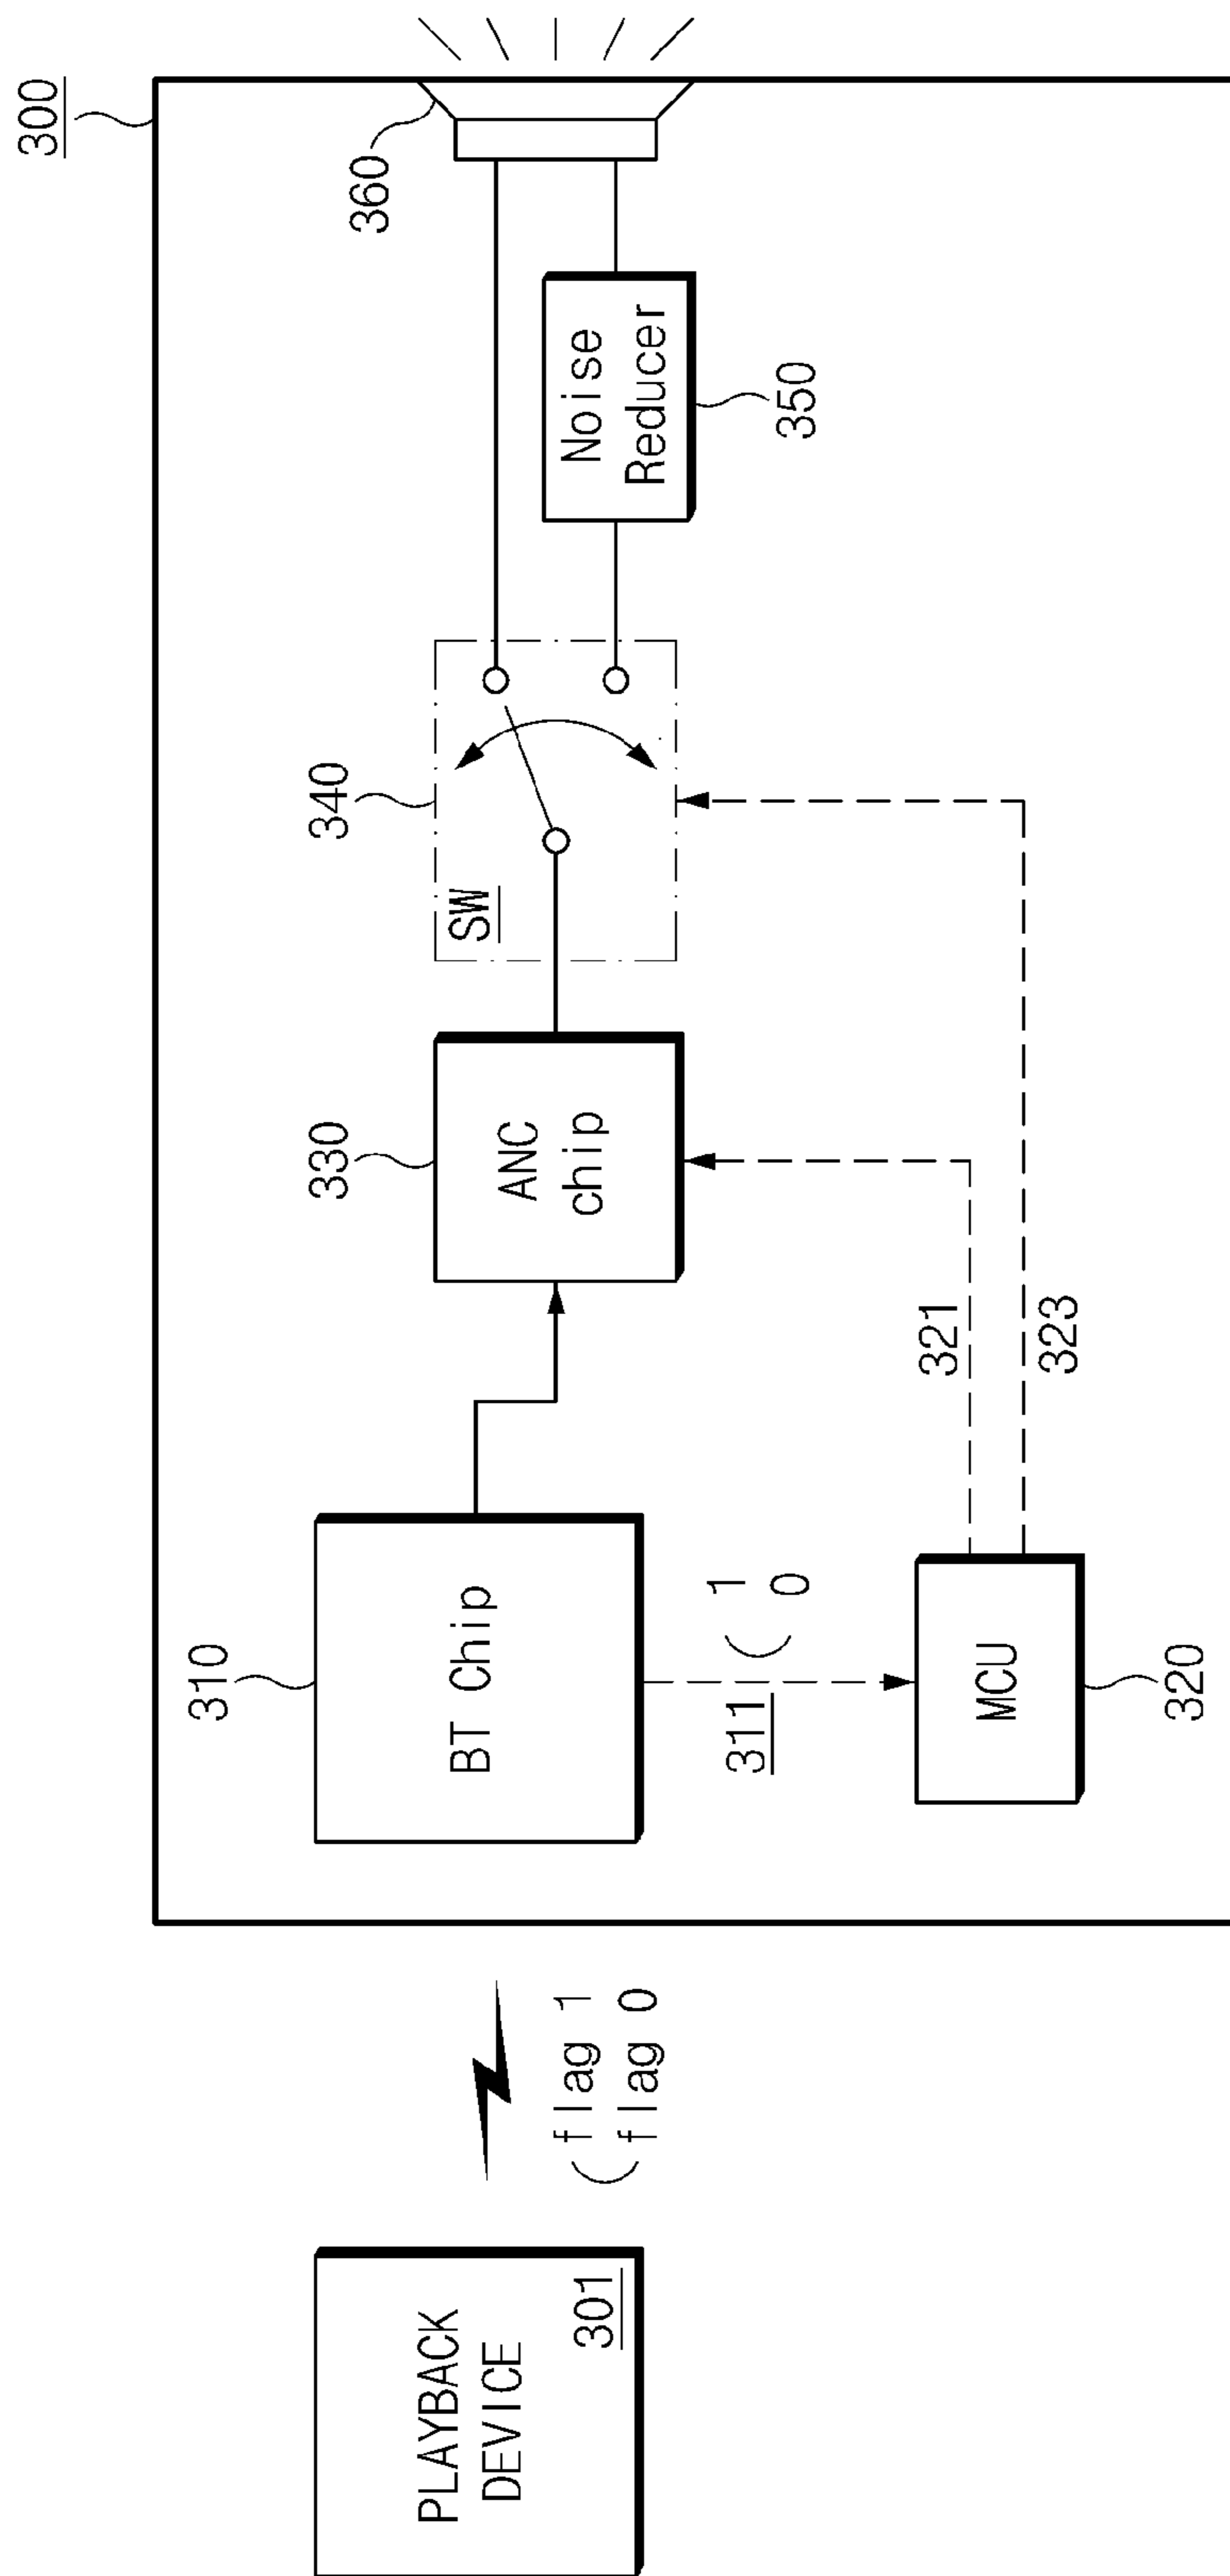 300
310
BT Chip
330
ANC
chip
340
SW
360
Noise
Reducer
350
311
1
0
MCU
320
321
323
PLAYBACK
DEVICE
301
flag 1
flag 0